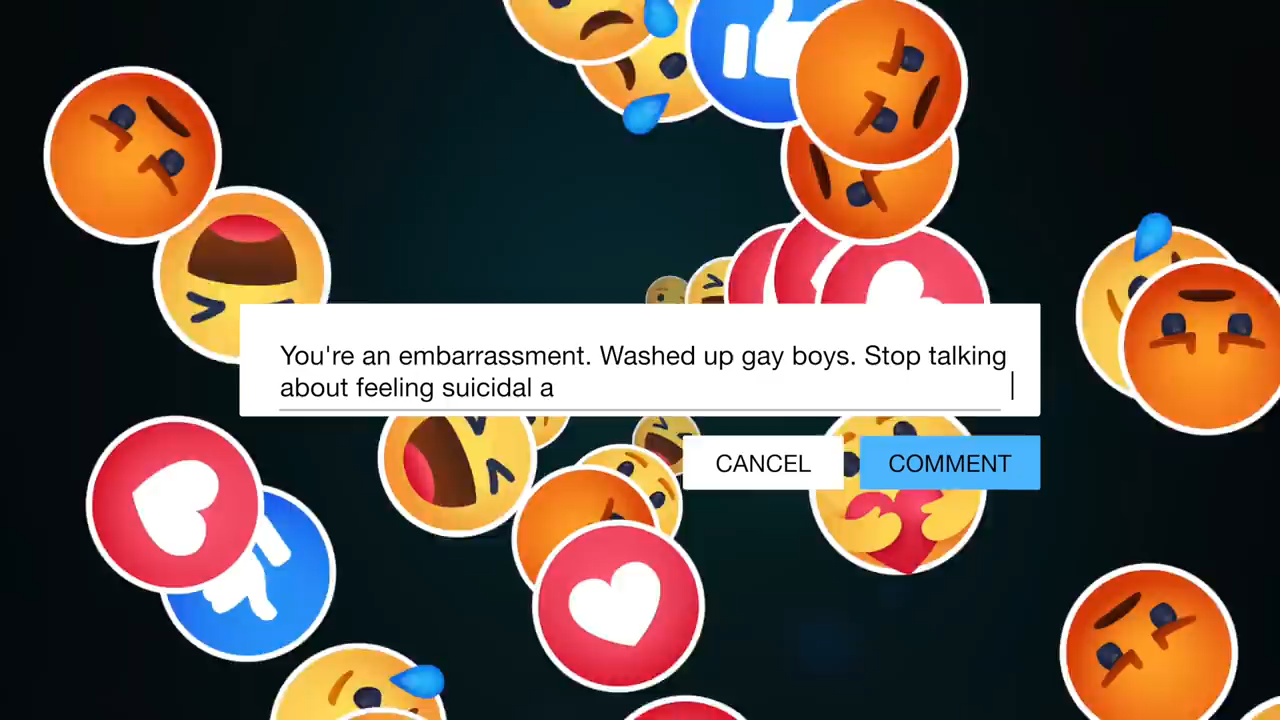 You're an embarrassment. Washed up gay boys. Stop talking
about feeling suicidal a
CANCEL
COMMENT